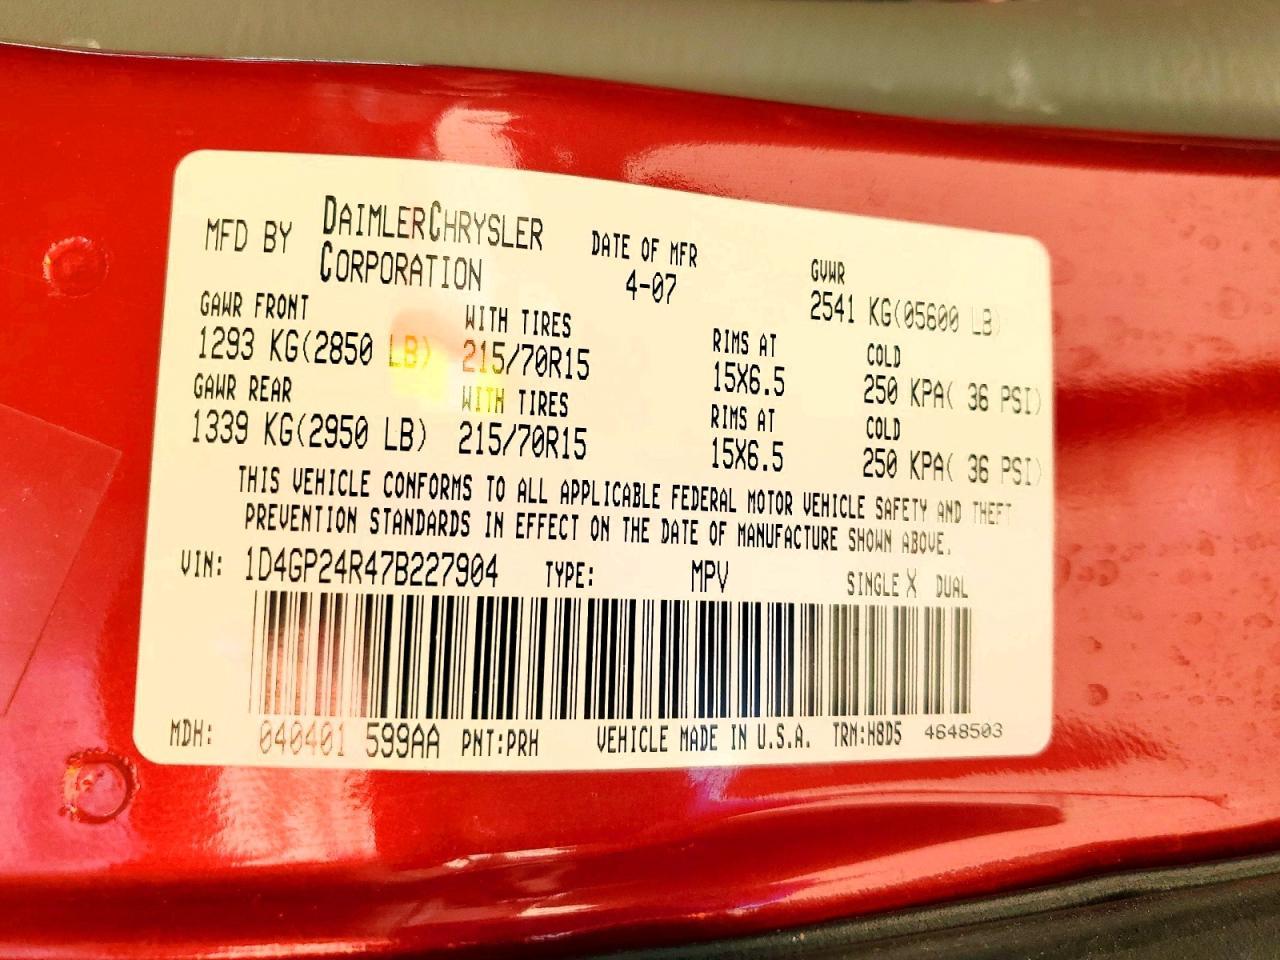 MFD BY DAIMLERCHRYSLER CORPORATION DATE OF MFR 4-07 GVWR 2541 KG(05600 LB)
GAWR FRONT WITH TIRES RIMS AT COLD
1293 KG(2850 LB) 215/70R15 15X6.5 250 KPA( 36 PSI)
GAWR REAR WITH TIRES RIMS AT COLD
1339 KG(2950 LB) 215/70R15 15X6.5 250 KPA( 36 PSI)
THIS VEHICLE CONFORMS TO ALL APPLICABLE FEDERAL MOTOR VEHICLE SAFETY AND THEFT
PREVENTION STANDARDS IN EFFECT ON THE DATE OF MANUFACTURE SHOWN ABOVE.
VIN: 1D4GP24R47B227904 TYPE: MPV SINGLE X DUAL
MDH: 040401 599AA PNT:PRH VEHICLE MADE IN U.S.A. TRM:H8D5 4648503